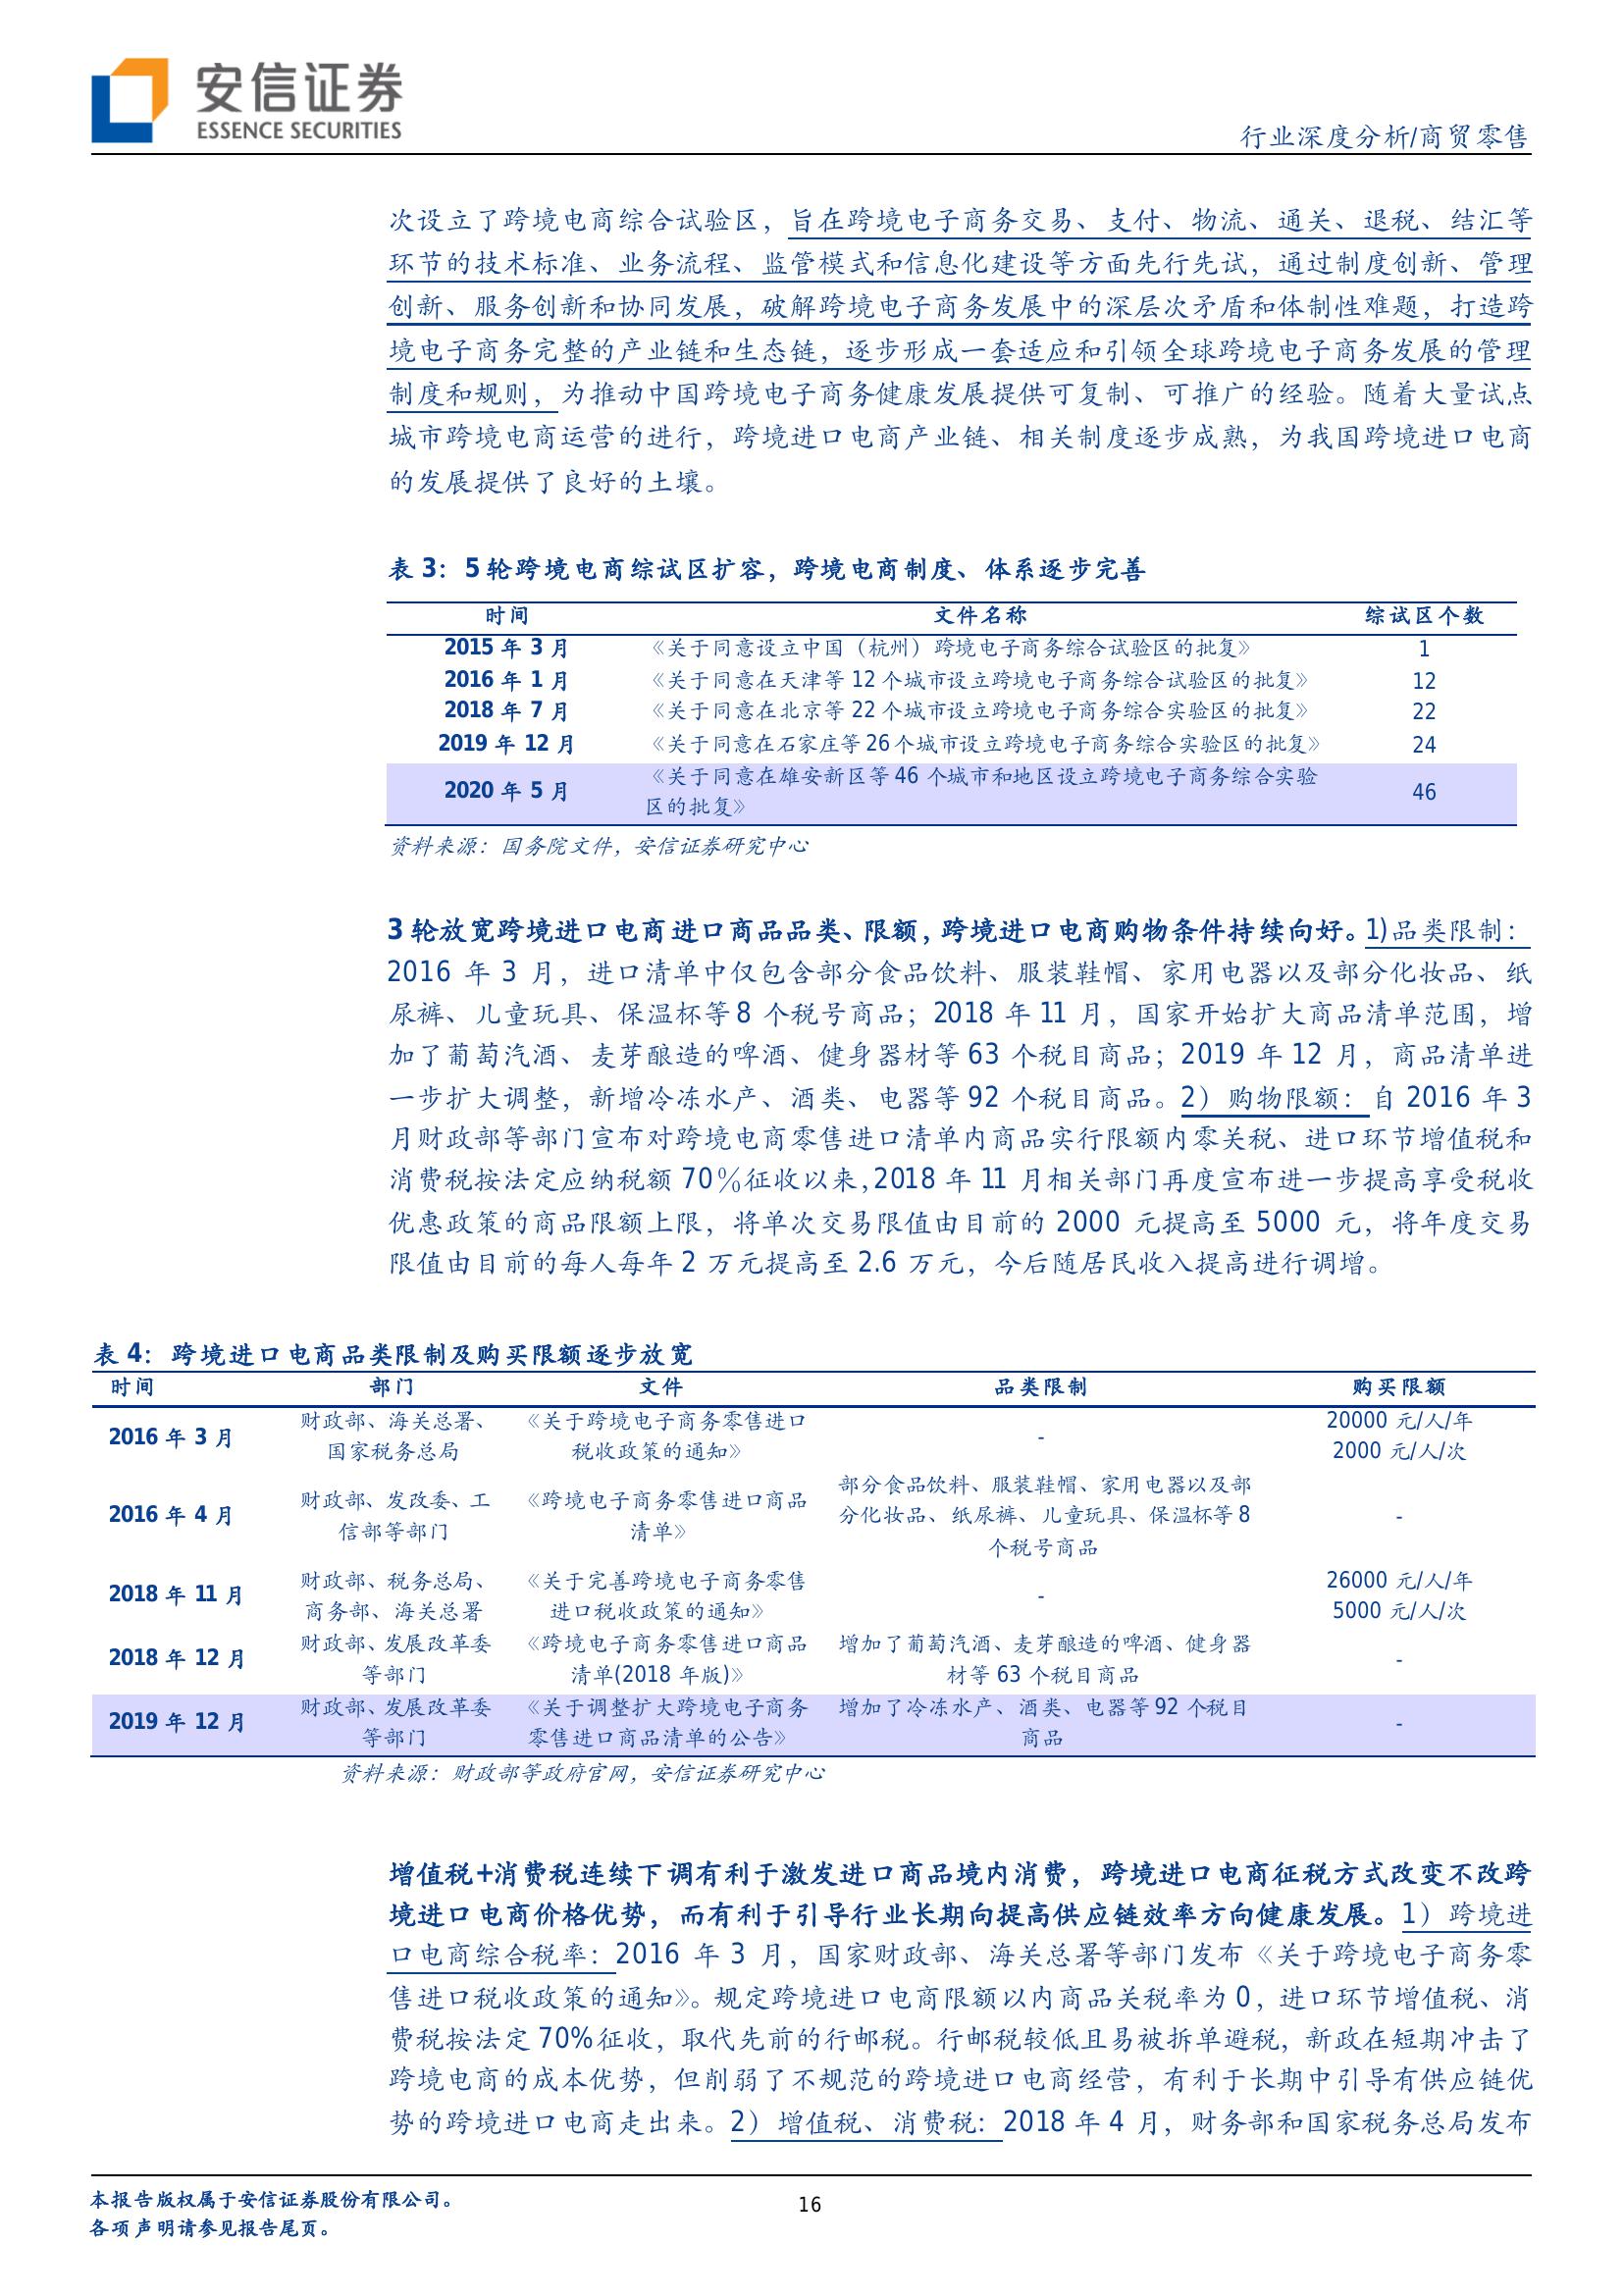 安信证券
ESSENCE SECURITIES
行业深度分析/商贸零售
次设立了跨境电商综合试验区，旨在跨境电子商务交易、支付、物流、通关、退税、结汇等
环节的技术标准、业务流程、监管模式和信息化建设等方面先行先试，通过制度创新、管理
创新、服务创新和协同发展，破解跨境电子商务发展中的深层次矛盾和体制性难题，打造跨
境电子商务完整的产业链和生态链，逐步形成一套适应和引领全球跨境电子商务发展的管理
制度和规则，为推动中国跨境电子商务健康发展提供可复制、可推广的经验。随着大量试点
城市跨境电商运营的进行，跨境进口电商产业链、相关制度逐步成熟，为我国跨境进口电商
的发展提供了良好的土壤。
表 3：5 轮跨境电商综试区扩容，跨境电商制度、体系逐步完善
时间 文件名称 综试区个数
2015 年 3 月 《关于同意设立中国（杭州）跨境电子商务综合试验区的批复》 1
2016 年 1 月 《关于同意在天津等 12 个城市设立跨境电子商务综合试验区的批复》 12
2018 年 7 月 《关于同意在北京等 22 个城市设立跨境电子商务综合实验区的批复》 22
2019 年 12 月 《关于同意在石家庄等 26 个城市设立跨境电子商务综合实验区的批复》 24
2020 年 5 月 《关于同意在雄安新区等 46 个城市和地区设立跨境电子商务综合实验 46
区的批复》
资料来源：国务院文件，安信证券研究中心
3 轮放宽跨境进口电商进口商品品类、限额，跨境进口电商购物条件持续向好。1)品类限制：
2016 年 3 月，进口清单中仅包含部分食品饮料、服装鞋帽、家用电器以及部分化妆品、纸
尿裤、儿童玩具、保温杯等 8 个税号商品；2018 年 11 月，国家开始扩大商品清单范围，增
加了葡萄汽酒、麦芽酿造的啤酒、健身器材等 63 个税目商品；2019 年 12 月，商品清单进
一步扩大调整，新增冷冻水产、酒类、电器等 92 个税目商品。2）购物限额：自 2016 年 3
月财政部等部门宣布对跨境电商零售进口清单内商品实行限额内零关税、进口环节增值税和
消费税按法定应纳税额 70％征收以来，2018 年 11 月相关部门再度宣布进一步提高享受税收
优惠政策的商品限额上限，将单次交易限值由目前的 2000 元提高至 5000 元，将年度交易
限值由目前的每人每年 2 万元提高至 2.6 万元，今后随居民收入提高进行调增。
表 4：跨境进口电商品类限制及购买限额逐步放宽
时间 部门 文件 品类限制 购买限额
2016 年 3 月 财政部、海关总署、 《关于跨境电子商务零售进口 - 20000 元/人/年
国家税务总局 税收政策的通知》 2000 元/人/次
2016 年 4 月 财政部、发改委、工 《跨境电子商务零售进口商品 部分食品饮料、服装鞋帽、家用电器以及部 -
信部等部门 清单》 分化妆品、纸尿裤、儿童玩具、保温杯等 8
个税号商品
2018 年 11 月 财政部、税务总局、 《关于完善跨境电子商务零售 - 26000 元/人/年
商务部、海关总署 进口税收政策的通知》 5000 元/人/次
2018 年 12 月 财政部、发展改革委 《跨境电子商务零售进口商品 增加了葡萄汽酒、麦芽酿造的啤酒、健身器 -
等部门 清单(2018 年版)》 材等 63 个税目商品
2019 年 12 月 财政部、发展改革委 《关于调整扩大跨境电子商务 增加了冷冻水产、酒类、电器等 92 个税目 -
等部门 零售进口商品清单的公告》 商品
资料来源：财政部等政府官网，安信证券研究中心
增值税+消费税连续下调有利于激发进口商品境内消费，跨境进口电商征税方式改变不改跨
境进口电商价格优势，而有利于引导行业长期向提高供应链效率方向健康发展。1）跨境进
口电商综合税率：2016 年 3 月，国家财政部、海关总署等部门发布《关于跨境电子商务零
售进口税收政策的通知》。规定跨境进口电商限额以内商品关税率为 0，进口环节增值税、消
费税按法定 70%征收，取代先前的行邮税。行邮税较低且易被拆单避税，新政在短期冲击了
跨境电商的成本优势，但削弱了不规范的跨境进口电商经营，有利于长期中引导有供应链优
势的跨境进口电商走出来。2）增值税、消费税：2018 年 4 月，财务部和国家税务总局发布
本报告版权属于安信证券股份有限公司。
16
各项声明请参见报告尾页。